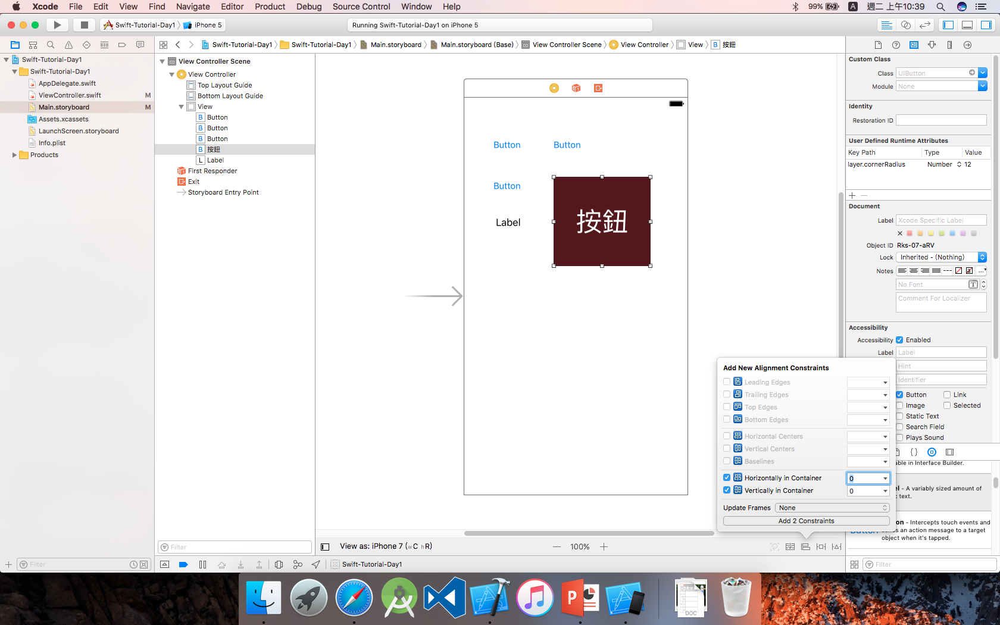 Xcode File Edit View Find Navigate Editor Product Debug Source Control Window Help
99% A 週二 上午10:39
Swift-Tutorial-Day1 iPhone 5
Running Swift-Tutorial-Day1 on iPhone 5
Swift-Tutorial-Day1 Swift-Tutorial-Day1 Main.storyboard Main.storyboard (Base) View Controller Scene View Controller View B 按鈕
Swift-Tutorial-Day1
Swift-Tutorial-Day1
AppDelegate.swift
ViewController.swift M
Main.storyboard M
Assets.xcassets
LaunchScreen.storyboard
Info.plist
Products
Filter
View Controller Scene
View Controller
Top Layout Guide
Bottom Layout Guide
View
B Button
B Button
B Button
B 按鈕
L Label
First Responder
Exit
Storyboard Entry Point
Filter
Button Button
Button
Label
按鈕
View as: iPhone 7 (wC hR)
100%
Swift-Tutorial-Day1
Custom Class
Class UIButton
Module None
Identity
Restoration ID
User Defined Runtime Attributes
Key Path Type Value
layer.cornerRadius Number 12
Document
Label Xcode Specific Label
Object ID Rks-07-aRV
Lock Inherited - (Nothing)
Notes
No Font
Comment For Localizer
Accessibility
Accessibility Enabled
Label Label
Hint
Identifier
Button Link
Image Selected
Static Text
Search Field
Plays Sound
able in Interface Builder.
el - A variably sized amount of
text.
on - Intercepts touch events and
an action message to a target
object when it's tapped.
Filter
Add New Alignment Constraints
Leading Edges
Trailing Edges
Top Edges
Bottom Edges
Horizontal Centers
Vertical Centers
Baselines
Horizontally in Container 0
Vertically in Container 0
Update Frames None
Add 2 Constraints
P
DOC